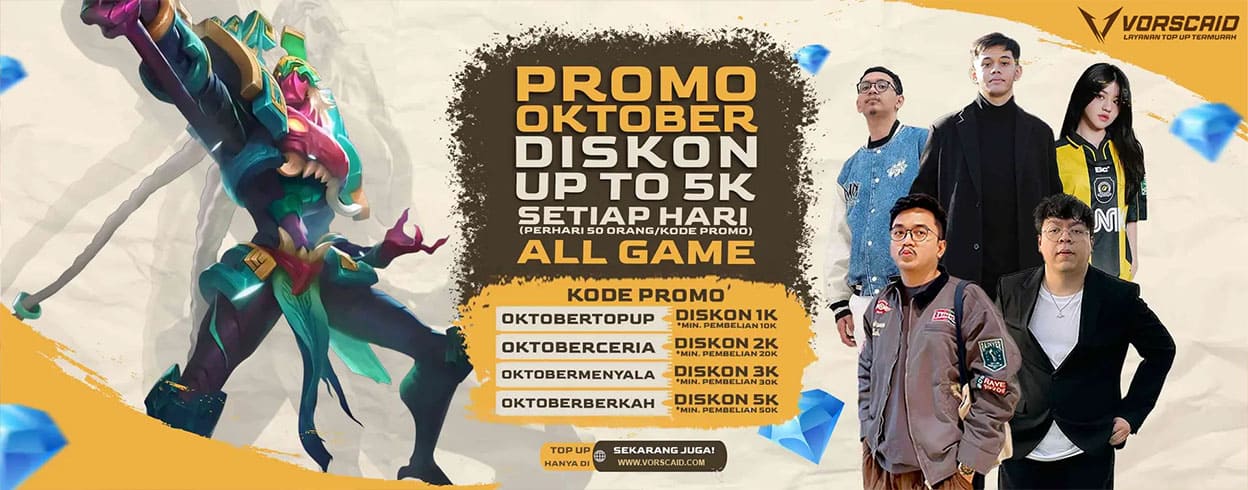 VORSCAID
LAYANAN TOP UP TERMURAH
PROMO
OKTOBER
DISKON
UP TO 5K
SETIAP HARI
(PERHARI 50 ORANG/KODE PROMO)
ALL GAME
KODE PROMO
OKTOBERTOPUP DISKON 1K
*MIN. PEMBELIAN 10K
OKTOBERCERIA DISKON 2K
*MIN. PEMBELIAN 20K
OKTOBERMENYALA DISKON 3K
*MIN. PEMBELIAN 30K
OKTOBERBERKAH DISKON 5K
*MIN. PEMBELIAN 50K
TOP UP
HANYA DI
SEKARANG JUGA!
WWW.VORSCAID.COM